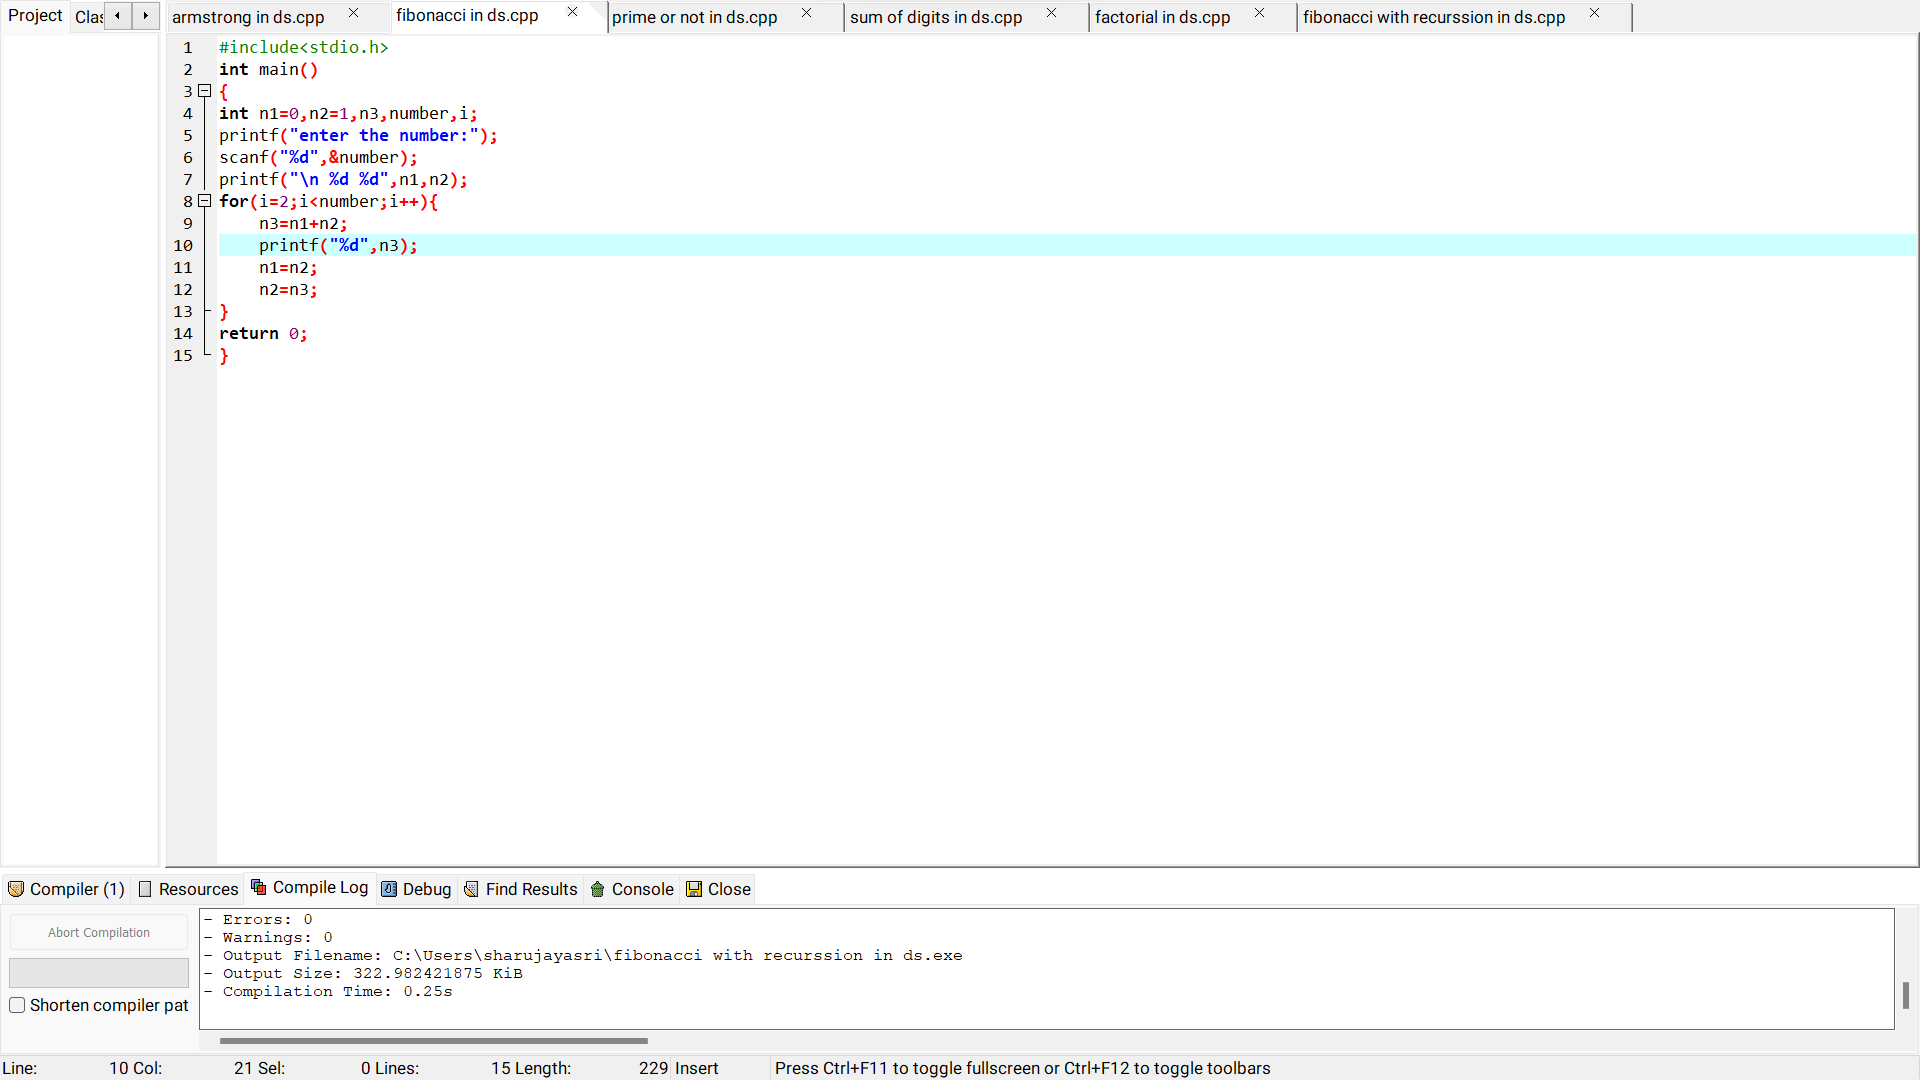 Project Clas armstrong in ds.cpp fibonacci in ds.cpp prime or not in ds.cpp sum of digits in ds.cpp factorial in ds.cpp fibonacci with recurssion in ds.cpp
1 #include<stdio.h>
2 int main()
3 {
4 int n1=0,n2=1,n3,number,i;
5 printf("enter the number:");
6 scanf("%d",&number);
7 printf("\n %d %d",n1,n2);
8 for(i=2;i<number;i++){
9 n3=n1+n2;
10 printf("%d",n3);
11 n1=n2;
12 n2=n3;
13 }
14 return 0;
15 }
Compiler (1) Resources Compile Log Debug Find Results Console Close
Abort Compilation
Shorten compiler pat
- Errors: 0
- Warnings: 0
- Output Filename: C:\Users\sharujayasri\fibonacci with recurssion in ds.exe
- Output Size: 322.982421875 KiB
- Compilation Time: 0.25s
Line: 10 Col: 21 Sel: 0 Lines: 15 Length: 229 Insert Press Ctrl+F11 to toggle fullscreen or Ctrl+F12 to toggle toolbars